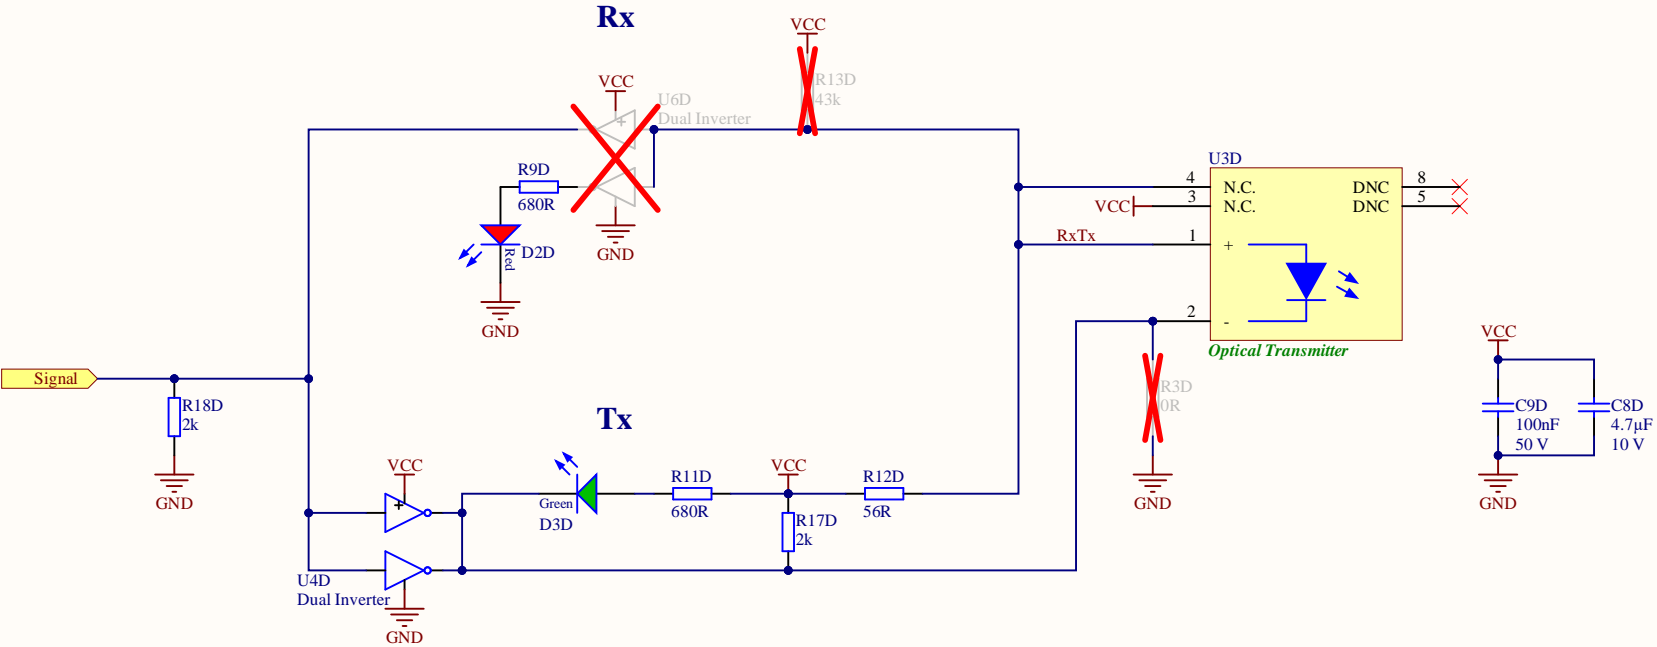 Rx
VCC
R13D
43k
VCC
U6D
Dual Inverter
+
R9D
680R
D2D
Red
GND
GND
U3D
4
N.C.
DNC
8
3
N.C.
DNC
5
VCC
RxTx
1
+
2
-
Optical Transmitter
R3D
0R
GND
VCC
C9D
100nF
50 V
C8D
4.7µF
10 V
GND
Signal
R18D
2k
GND
Tx
VCC
+
Green
D3D
R11D
680R
VCC
R12D
56R
R17D
2k
U4D
Dual Inverter
GND